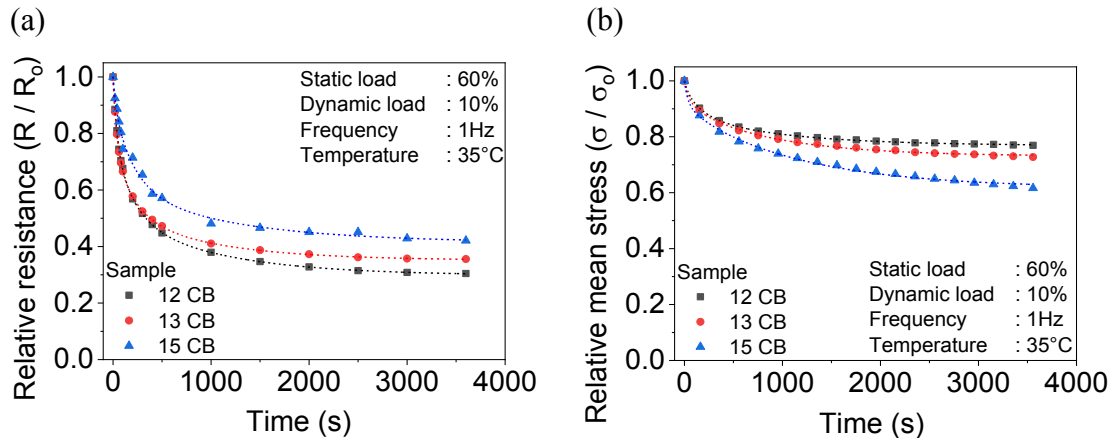 (a)
Relative resistance (R / Rₒ)
1.0
0.8
0.6
0.4
0.2
0.0
Static load : 60%
Dynamic load : 10%
Frequency : 1Hz
Temperature : 35°C
Sample
12 CB
13 CB
15 CB
0 1000 2000 3000 4000
Time (s)
(b)
Relative mean stress (σ / σₒ)
1.0
0.8
0.6
0.4
0.2
0.0
Sample
12 CB
13 CB
15 CB
Static load : 60%
Dynamic load : 10%
Frequency : 1Hz
Temperature : 35°C
0 1000 2000 3000 4000
Time (s)